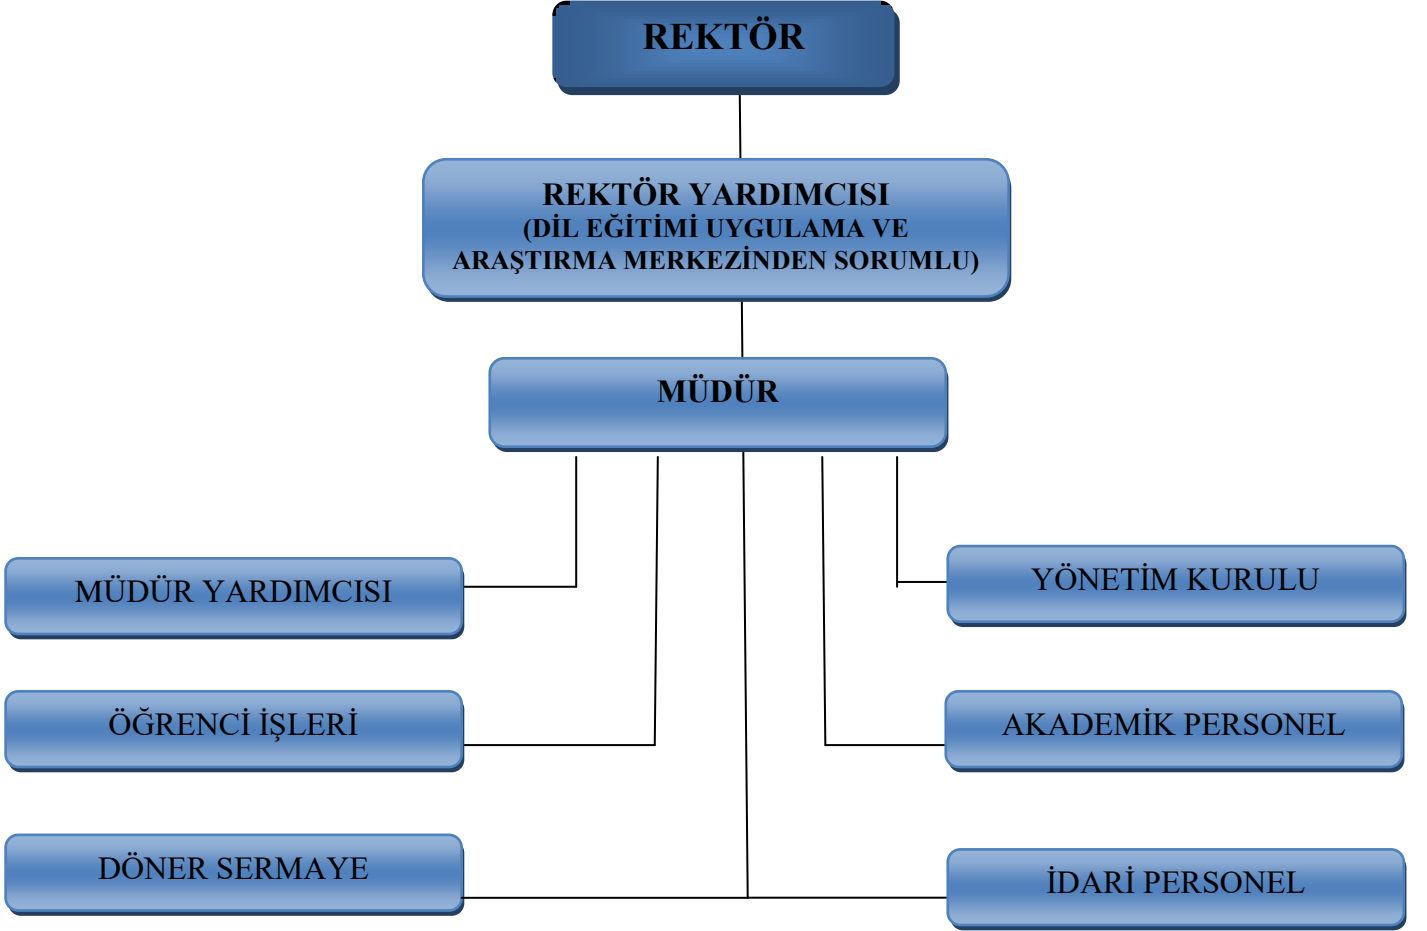 REKTÖR
REKTÖR YARDIMCISI
(DİL EĞİTİMİ UYGULAMA VE
ARAŞTIRMA MERKEZİNDEN SORUMLU)
MÜDÜR
MÜDÜR YARDIMCISI
YÖNETİM KURULU
ÖĞRENCİ İŞLERİ
AKADEMİK PERSONEL
DÖNER SERMAYE
İDARİ PERSONEL